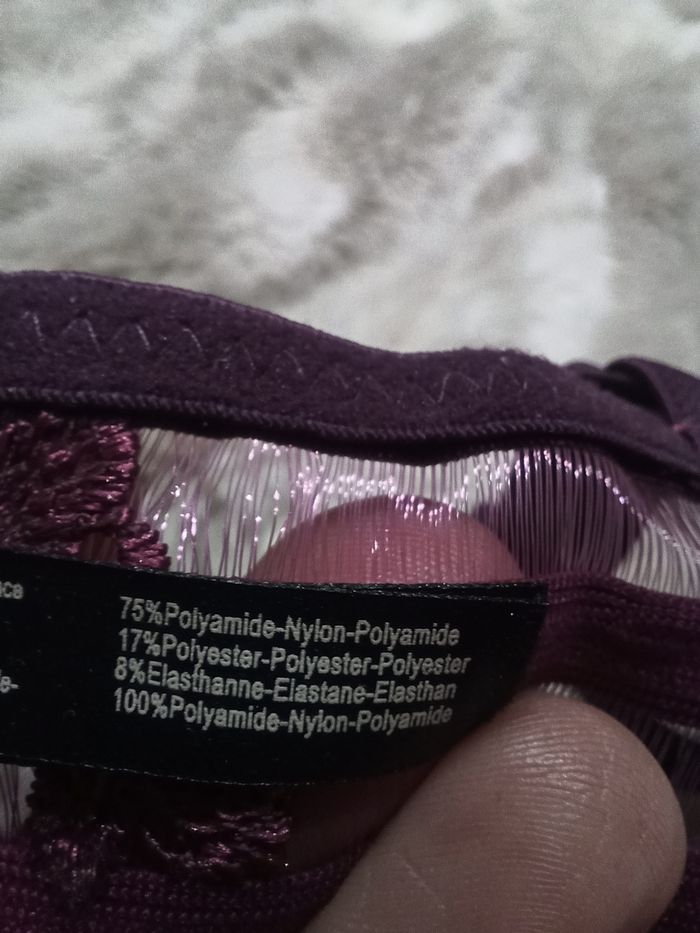 75%Polyamide-Nylon-Polyamide
17%Polyester-Polyester-Polyester
8%Elasthanne-Elastane-Elasthan
100%Polyamide-Nylon-Polyamide